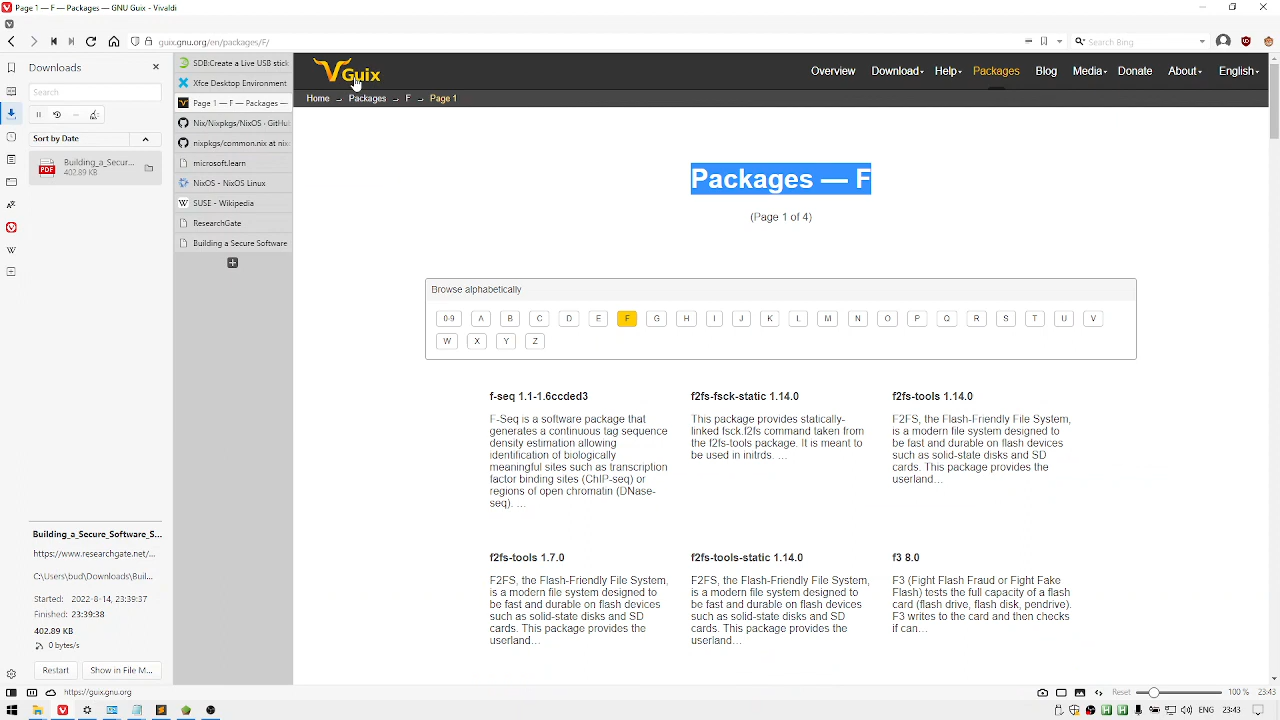 Page 1 — F — Packages — GNU Guix - Vivaldi
guix.gnu.org/en/packages/F/
Search Bing
Downloads
Search
Sort by Date
Building_a_Secur...
402.89 KB
PDF
Building_a_Secure_Software_S...
https://www.researchgate.net/...
C:\Users\bud\Downloads\Buil...
Started: 2022-8-14, 23:39:37
Finished: 23:39:38
402.89 KB
0 bytes/s
Restart
Show in File M...
SDB:Create a Live USB stick
Xfce Desktop Environment
Page 1 — F — Packages —
Nix/Nixpkgs/NixOS · GitHu
nixpkgs/common.nix at nix
microsoft.learn
NixOS - NixOS Linux
SUSE - Wikipedia
ResearchGate
Building a Secure Software
Guix
Overview
Download
Help
Packages
Blog
Media
Donate
About
English
Home
Packages
F
Page 1
Packages — F
(Page 1 of 4)
Browse alphabetically
0-9 A B C D E F G H I J K L M N O P Q R S T U V
W X Y Z
f-seq 1.1-1.6ccded3
F-Seq is a software package that
generates a continuous tag sequence
density estimation allowing
identification of biologically
meaningful sites such as transcription
factor binding sites (ChIP-seq) or
regions of open chromatin (DNase-
seq). ...
f2fs-fsck-static 1.14.0
This package provides statically-
linked fsck.f2fs command taken from
the f2fs-tools package. It is meant to
be used in initrds. ...
f2fs-tools 1.14.0
F2FS, the Flash-Friendly File System,
is a modern file system designed to
be fast and durable on flash devices
such as solid-state disks and SD
cards. This package provides the
userland...
f2fs-tools 1.7.0
F2FS, the Flash-Friendly File System,
is a modern file system designed to
be fast and durable on flash devices
such as solid-state disks and SD
cards. This package provides the
userland...
f2fs-tools-static 1.14.0
F2FS, the Flash-Friendly File System,
is a modern file system designed to
be fast and durable on flash devices
such as solid-state disks and SD
cards. This package provides the
userland...
f3 8.0
F3 (Fight Flash Fraud or Fight Fake
Flash) tests the full capacity of a flash
card (flash drive, flash disk, pendrive).
F3 writes to the card and then checks
if can...
https://guix.gnu.org
Reset
100 %
23:43
ENG
23:43